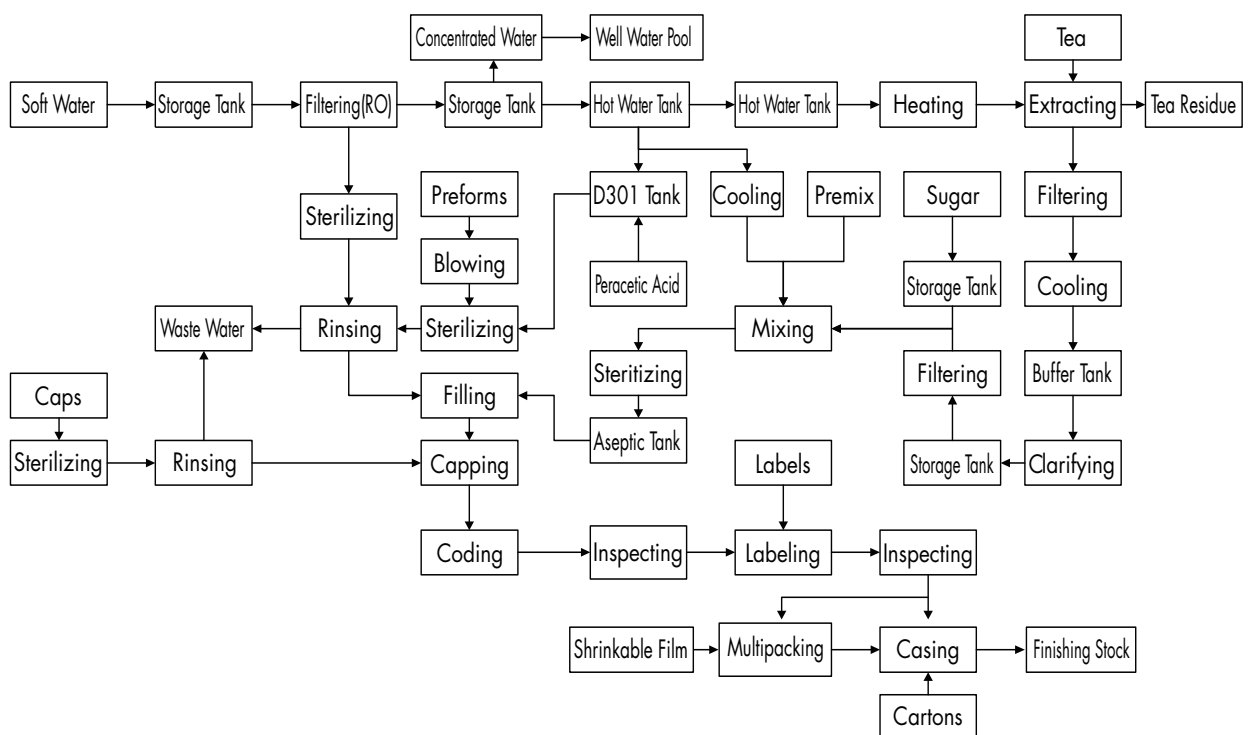 Concentrated Water
Well Water Pool
Tea
Soft Water
Storage Tank
Filtering(RO)
Storage Tank
Hot Water Tank
Hot Water Tank
Heating
Extracting
Tea Residue
Sterilizing
Preforms
D301 Tank
Cooling
Premix
Sugar
Filtering
Blowing
Peracetic Acid
Storage Tank
Cooling
Waste Water
Rinsing
Sterilizing
Mixing
Steritizing
Filtering
Buffer Tank
Caps
Filling
Sterilizing
Rinsing
Capping
Aseptic Tank
Labels
Storage Tank
Clarifying
Coding
Inspecting
Labeling
Inspecting
Shrinkable Film
Multipacking
Casing
Finishing Stock
Cartons